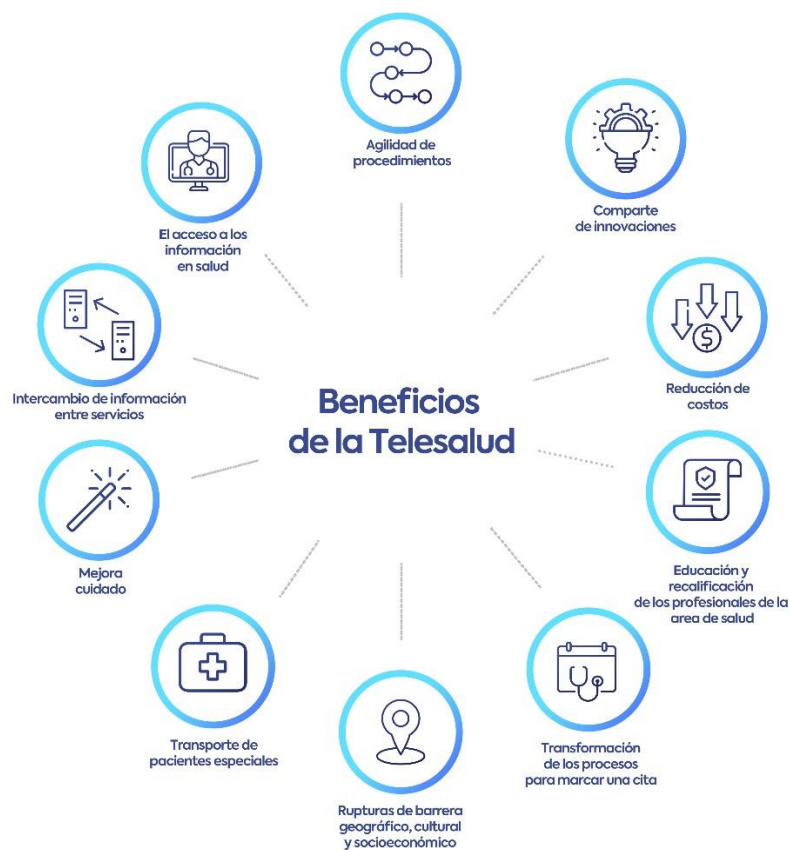 Beneficios
de la Telesalud
Agilidad de
procedimientos
Comparte
de innovaciones
Reducción de
costos
Educación y
recalificación
de los profesionales de la
area de salud
Transformación
de los procesos
para marcar una cita
Rupturas de barrera
geográfico, cultural
y socioeconómico
Transporte de
pacientes especiales
Mejora
cuidado
Intercambio de información
entre servicios
El acceso a los
información
en salud
$